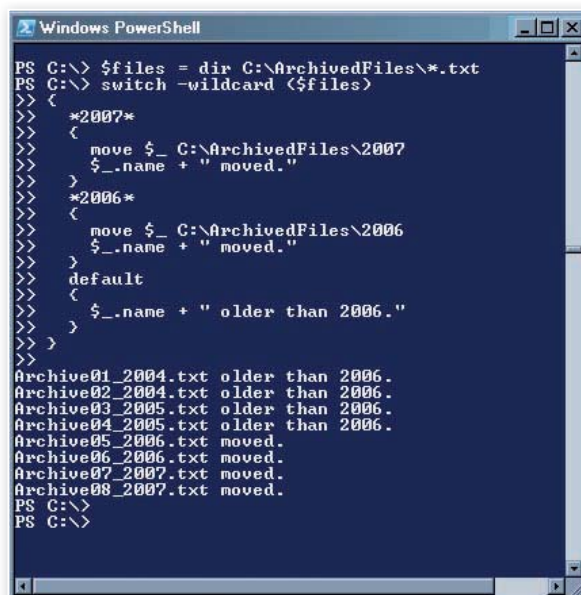 Windows PowerShell
PS C:\> $files = dir C:\ArchivedFiles\*.txt
PS C:\> switch -wildcard ($files)
>> {
>>    *2007*
>>    {
>>      move $_ C:\ArchivedFiles\2007
>>      $_.name + " moved."
>>    }
>>    *2006*
>>    {
>>      move $_ C:\ArchivedFiles\2006
>>      $_.name + " moved."
>>    }
>>    default
>>    {
>>      $_.name + " older than 2006."
>>    }
>> }
>>
Archive01_2004.txt older than 2006.
Archive02_2004.txt older than 2006.
Archive03_2005.txt older than 2006.
Archive04_2005.txt older than 2006.
Archive05_2006.txt moved.
Archive06_2006.txt moved.
Archive07_2007.txt moved.
Archive08_2007.txt moved.
PS C:\>
PS C:\>